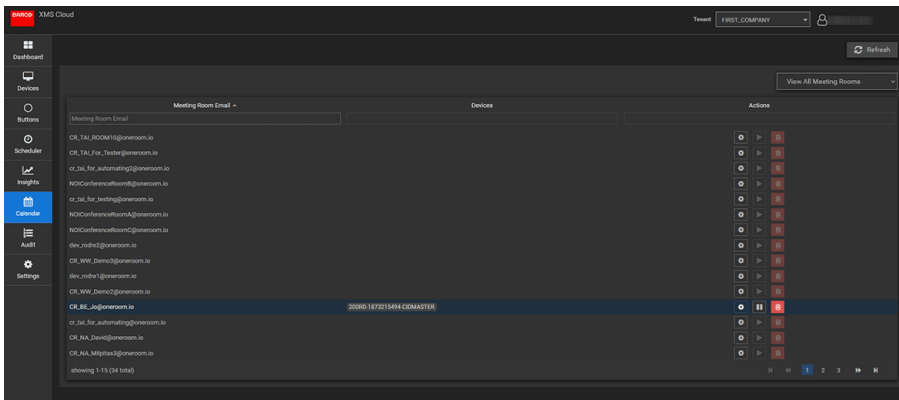 BARCO XMS Cloud
Tenant FIRST_COMPANY
Refresh
Dashboard
Devices
Buttons
Scheduler
Insights
Calendar
Audit
Settings
View All Meeting Rooms
Meeting Room Email Devices Actions
Meeting Room Email
CR_TAI_ROOM10@oneroom.io
CR_TAI_For_Tester@oneroom.io
cr_tai_for_automating2@oneroom.io
NOIConferenceRoomB@oneroom.io
cr_tai_for_testing@oneroom.io
NOIConferenceRoomA@oneroom.io
NOIConferenceRoomC@oneroom.io
dev_rodre2@oneroom.io
CR_WW_Demo3@oneroom.io
dev_rodre1@oneroom.io
CR_WW_Demo2@oneroom.io
CR_BE_Jo@oneroom.io 200RD-1873215494-CIDMASTER
cr_tai_for_automating@oneroom.io
CR_NA_David@oneroom.io
CR_NA_Milpitas3@oneroom.io
showing 1-15 (34 total) 1 2 3